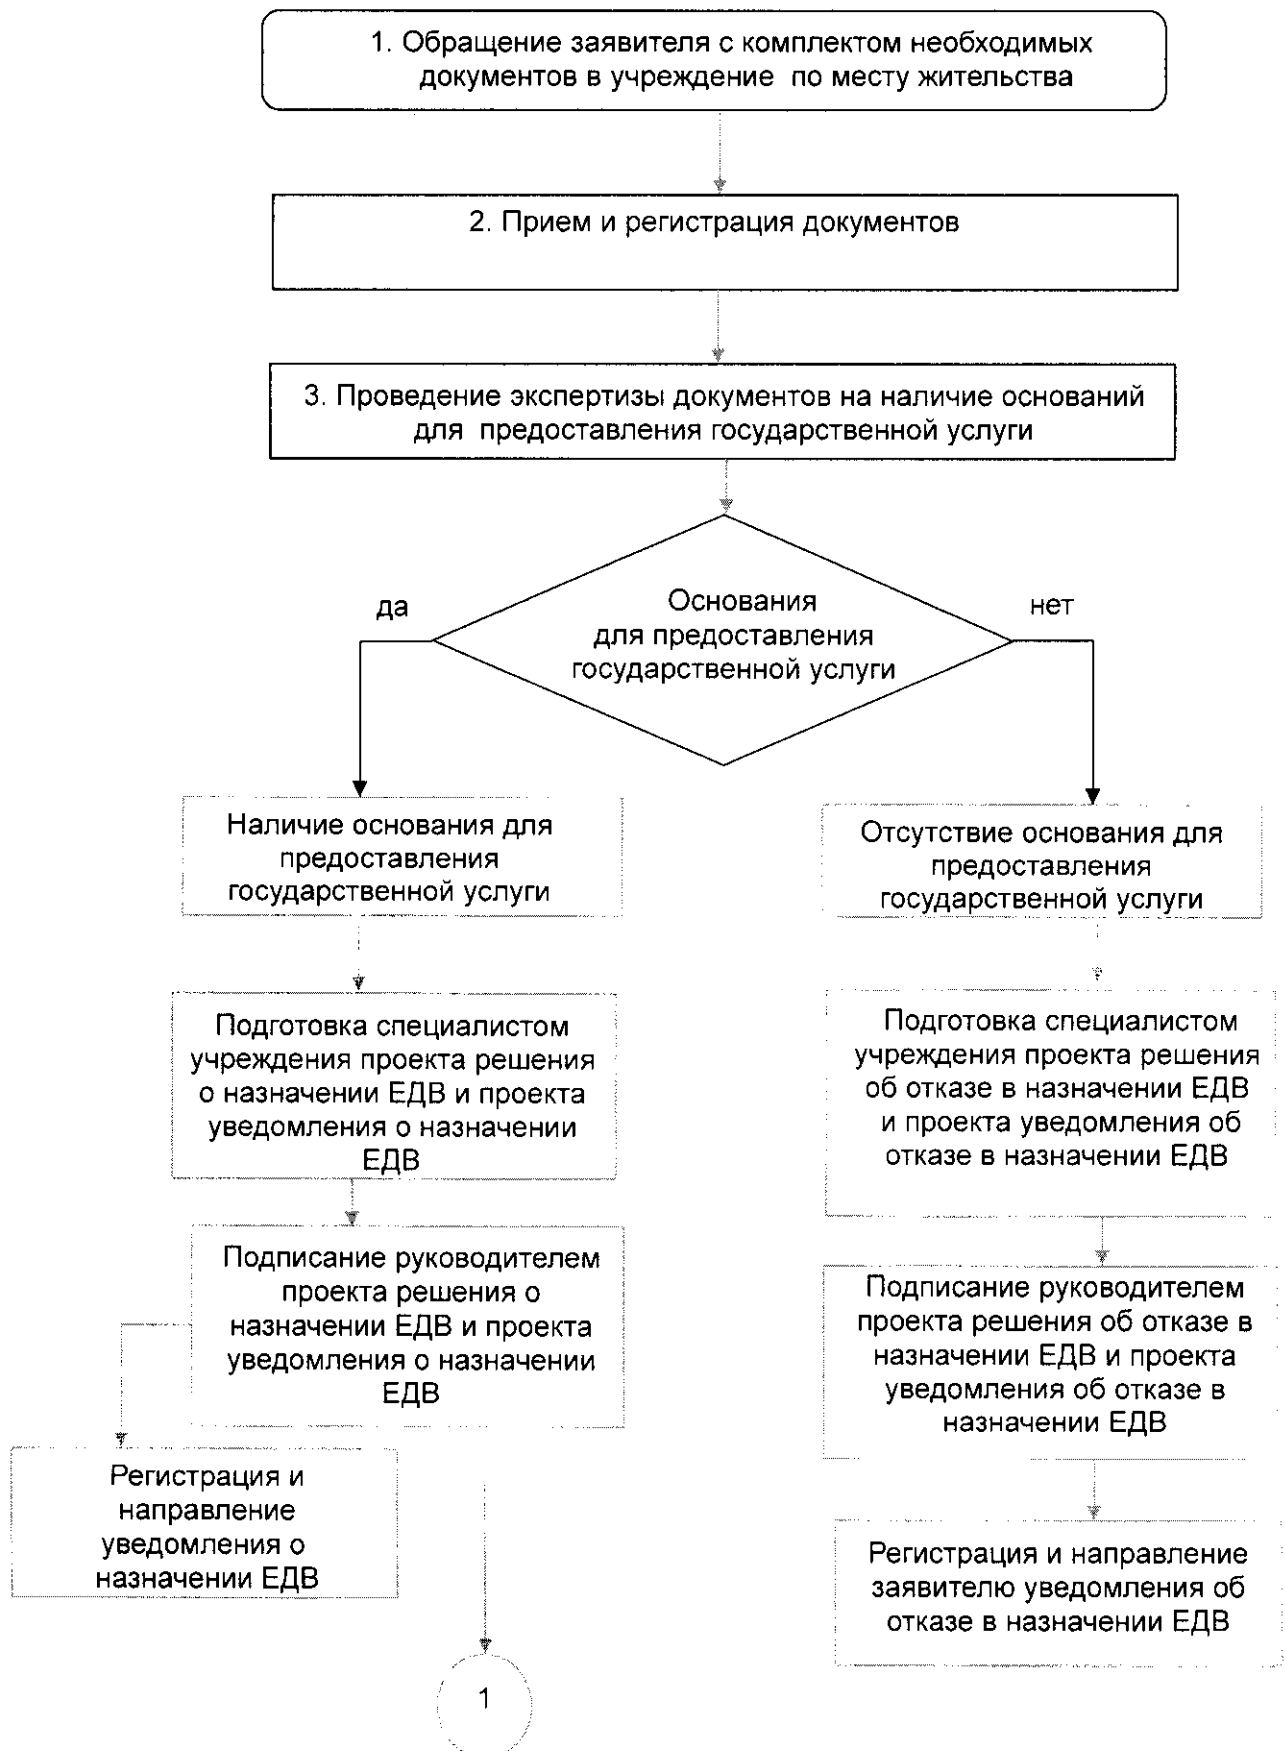 1. Обращение заявителя с комплектом необходимых
документов в учреждение по месту жительства
2. Прием и регистрация документов
3. Проведение экспертизы документов на наличие оснований
для предоставления государственной услуги
да
Основания
для предоставления
государственной услуги
нет
Наличие основания для
предоставления
государственной услуги
Отсутствие основания для
предоставления
государственной услуги
Подготовка специалистом
учреждения проекта решения
о назначении ЕДВ и проекта
уведомления о назначении
ЕДВ
Подготовка специалистом
учреждения проекта решения
об отказе в назначении ЕДВ
и проекта уведомления об
отказе в назначении ЕДВ
Подписание руководителем
проекта решения о
назначении ЕДВ и проекта
уведомления о назначении
ЕДВ
Подписание руководителем
проекта решения об отказе в
назначении ЕДВ и проекта
уведомления об отказе в
назначении ЕДВ
Регистрация и
направление
уведомления о
назначении ЕДВ
Регистрация и направление
заявителю уведомления об
отказе в назначении ЕДВ
1